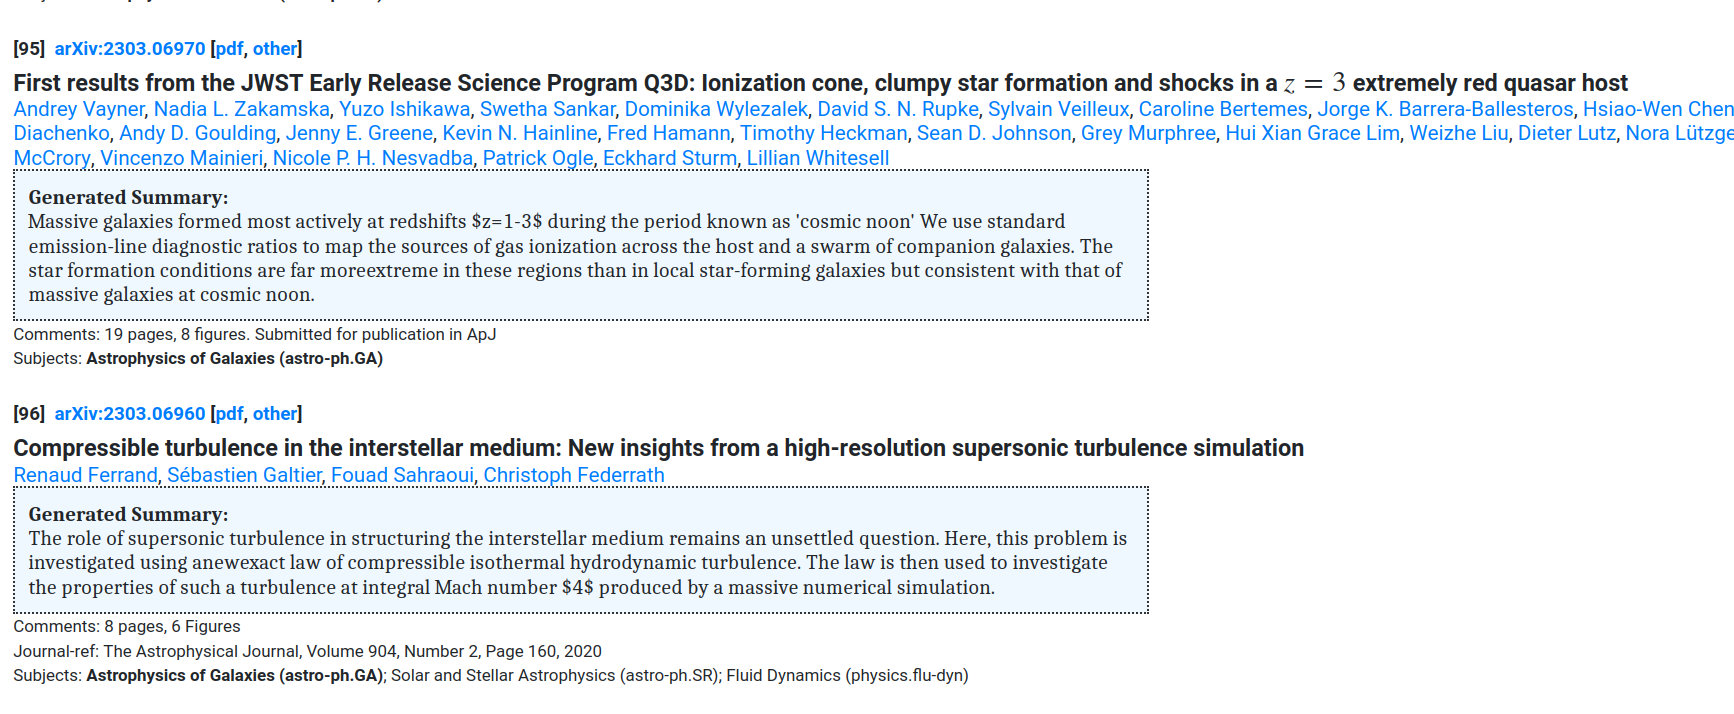 [95] arXiv:2303.06970 [pdf, other]
First results from the JWST Early Release Science Program Q3D: Ionization cone, clumpy star formation and shocks in a z = 3 extremely red quasar host
Andrey Vayner, Nadia L. Zakamska, Yuzo Ishikawa, Swetha Sankar, Dominika Wylezalek, David S. N. Rupke, Sylvain Veilleux, Caroline Bertemes, Jorge K. Barrera-Ballesteros, Hsiao-Wen Chen
Diachenko, Andy D. Goulding, Jenny E. Greene, Kevin N. Hainline, Fred Hamann, Timothy Heckman, Sean D. Johnson, Grey Murphree, Hui Xian Grace Lim, Weizhe Liu, Dieter Lutz, Nora Lützge
McCrory, Vincenzo Mainieri, Nicole P. H. Nesvadba, Patrick Ogle, Eckhard Sturm, Lillian Whitesell
Generated Summary:
Massive galaxies formed most actively at redshifts $z=1-3$ during the period known as 'cosmic noon' We use standard
emission-line diagnostic ratios to map the sources of gas ionization across the host and a swarm of companion galaxies. The
star formation conditions are far moreextreme in these regions than in local star-forming galaxies but consistent with that of
massive galaxies at cosmic noon.
Comments: 19 pages, 8 figures. Submitted for publication in ApJ
Subjects: Astrophysics of Galaxies (astro-ph.GA)
[96] arXiv:2303.06960 [pdf, other]
Compressible turbulence in the interstellar medium: New insights from a high-resolution supersonic turbulence simulation
Renaud Ferrand, Sébastien Galtier, Fouad Sahraoui, Christoph Federrath
Generated Summary:
The role of supersonic turbulence in structuring the interstellar medium remains an unsettled question. Here, this problem is
investigated using anewexact law of compressible isothermal hydrodynamic turbulence. The law is then used to investigate
the properties of such a turbulence at integral Mach number $4$ produced by a massive numerical simulation.
Comments: 8 pages, 6 Figures
Journal-ref: The Astrophysical Journal, Volume 904, Number 2, Page 160, 2020
Subjects: Astrophysics of Galaxies (astro-ph.GA); Solar and Stellar Astrophysics (astro-ph.SR); Fluid Dynamics (physics.flu-dyn)